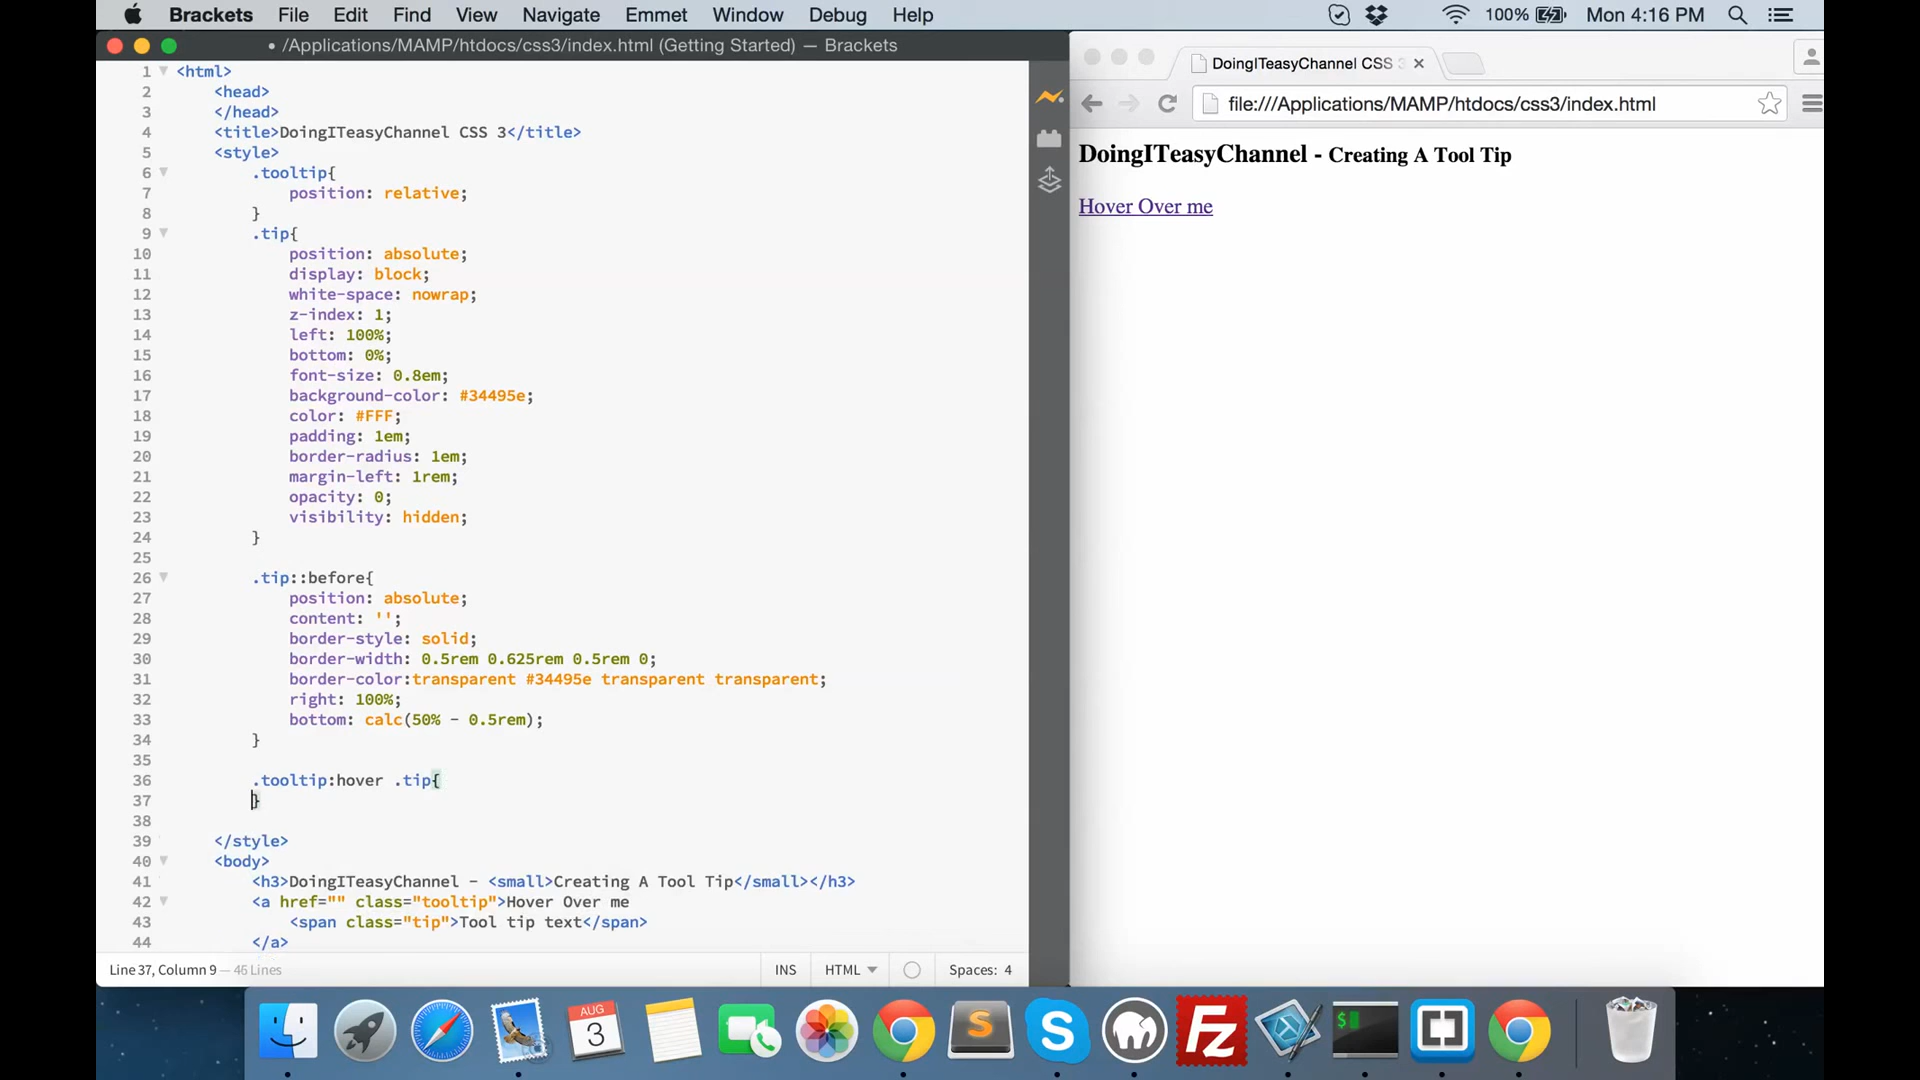 Brackets File Edit Find View Navigate Emmet Window Debug Help 100% Mon 4:16 PM
• /Applications/MAMP/htdocs/css3/index.html (Getting Started) — Brackets
DoingITeasyChannel CSS 3
file:///Applications/MAMP/htdocs/css3/index.html
1 <html>
2 <head>
3 </head>
4 <title>DoingITeasyChannel CSS 3</title>
5 <style>
6 .tooltip{
7 position: relative;
8 }
9 .tip{
10 position: absolute;
11 display: block;
12 white-space: nowrap;
13 z-index: 1;
14 left: 100%;
15 bottom: 0%;
16 font-size: 0.8em;
17 background-color: #34495e;
18 color: #FFF;
19 padding: 1em;
20 border-radius: 1em;
21 margin-left: 1rem;
22 opacity: 0;
23 visibility: hidden;
24 }
25
26 .tip::before{
27 position: absolute;
28 content: '';
29 border-style: solid;
30 border-width: 0.5rem 0.625rem 0.5rem 0;
31 border-color:transparent #34495e transparent transparent;
32 right: 100%;
33 bottom: calc(50% - 0.5rem);
34 }
35
36 .tooltip:hover .tip{
37 }
38
39 </style>
40 <body>
41 <h3>DoingITeasyChannel - <small>Creating A Tool Tip</small></h3>
42 <a href="" class="tooltip">Hover Over me
43 <span class="tip">Tool tip text</span>
44 </a>
Line 37, Column 9 — 46 Lines INS HTML Spaces: 4
DoingITeasyChannel - Creating A Tool Tip
Hover Over me
AUG
3
S
S
Fz
$